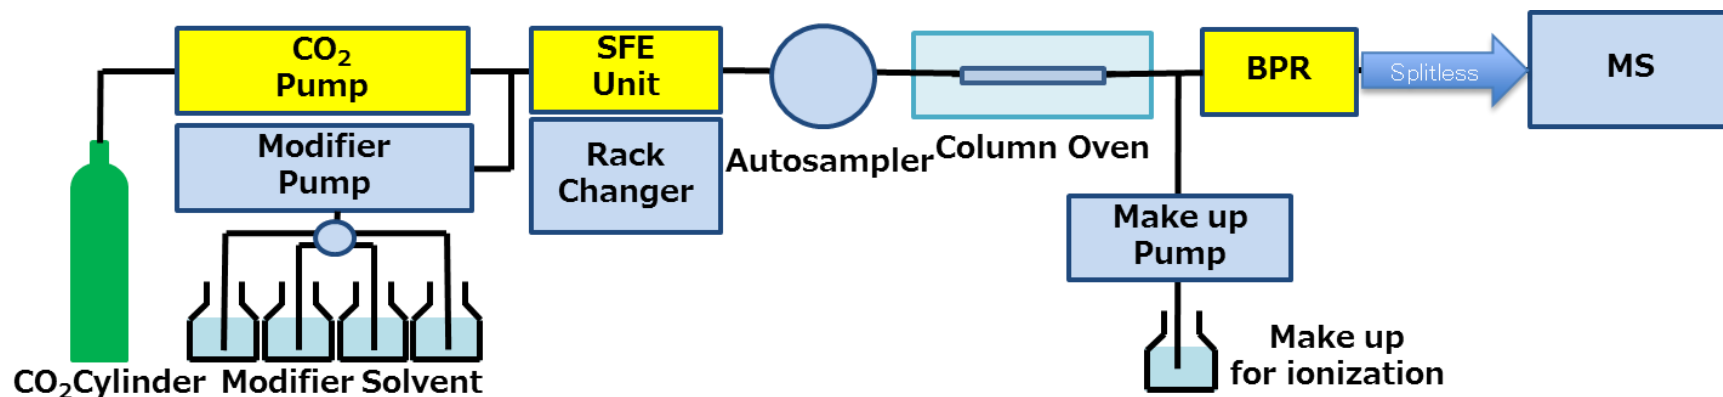 CO₂
Pump
SFE
Unit
BPR
Splitless
MS
Modifier
Pump
Rack
Changer
Autosampler
Column Oven
Make up
Pump
CO₂Cylinder
Modifier Solvent
Make up
for ionization